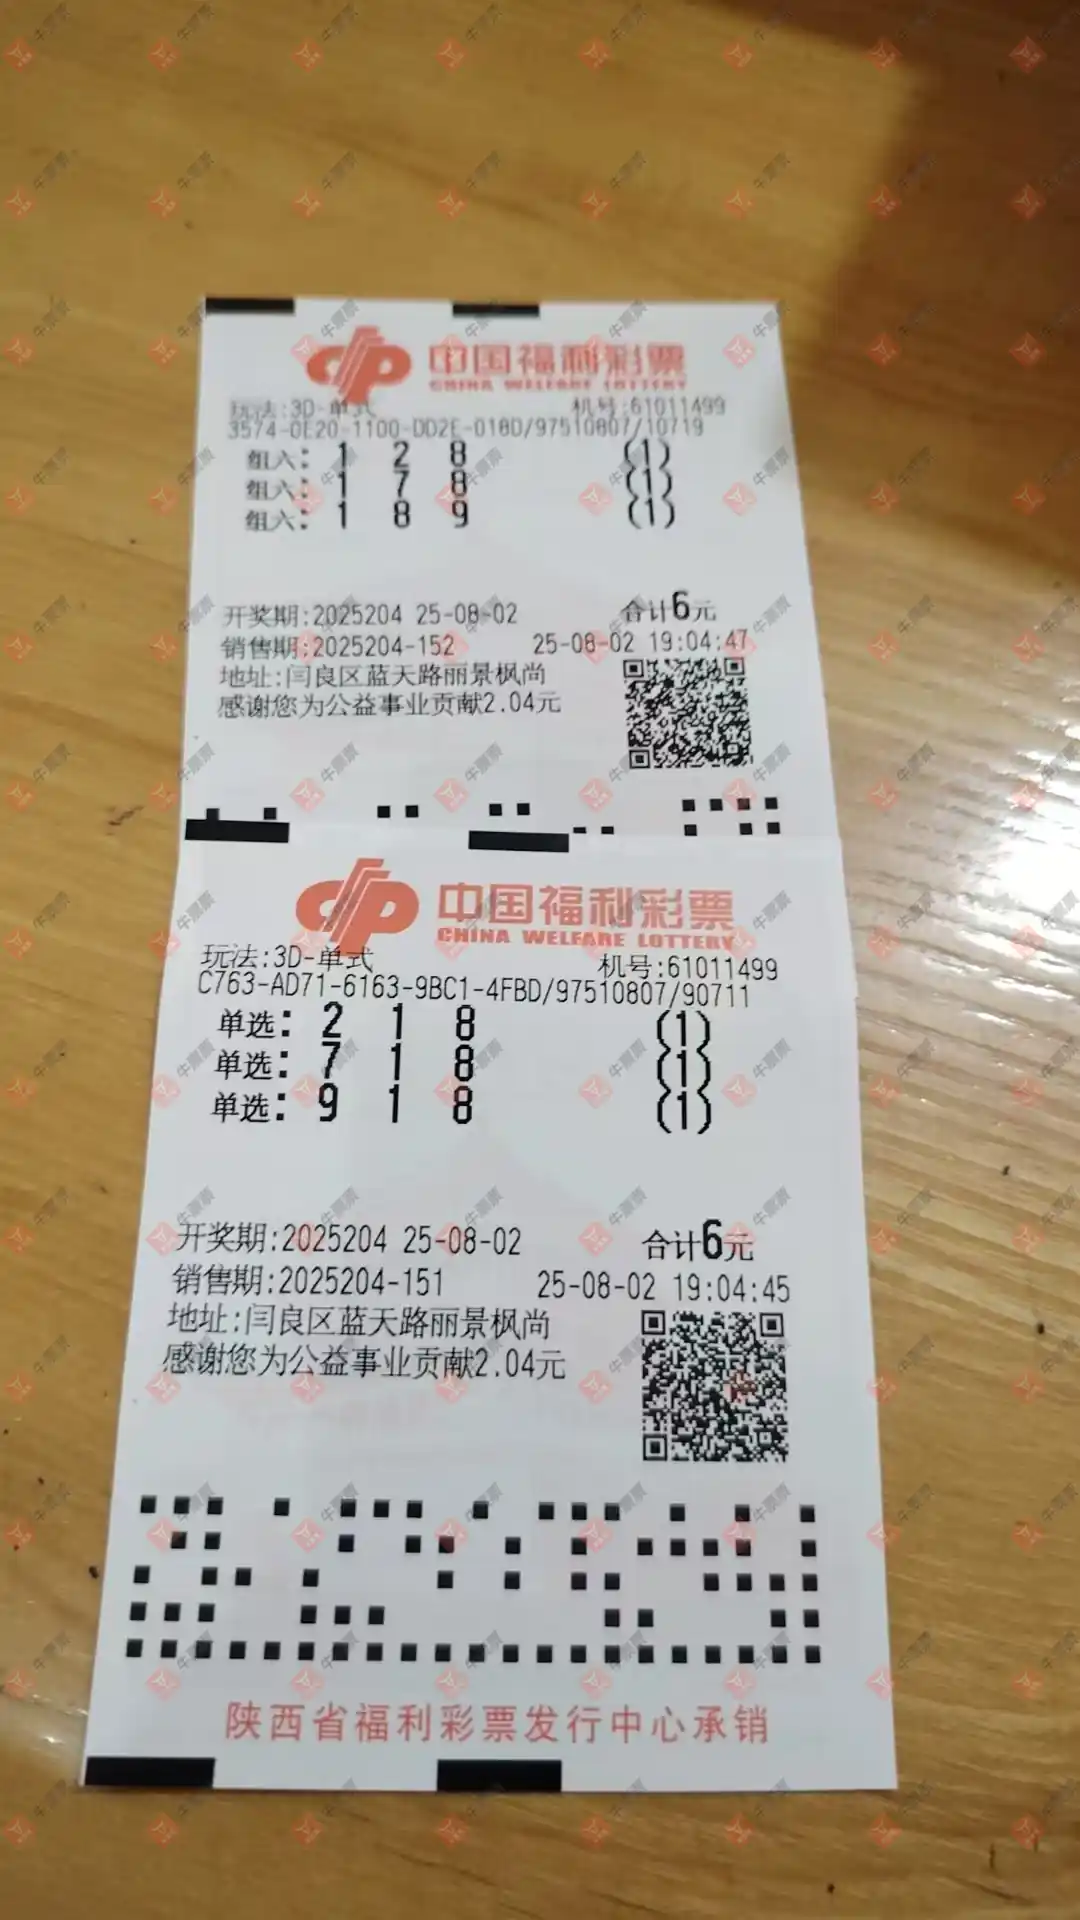 中国福利彩票
CHINA WELFARE LOTTERY
玩法:3D-单式 机号:61011499
3574-0E20-1100-DD2E-018D/97510807/10719
组六: 1 2 8 (1)
组六: 1 7 8 (1)
组六: 1 8 9 (1)
开奖期:2025204 25-08-02 合计6元
销售期:2025204-152 25-08-02 19:04:47
地址:闫良区蓝天路丽景枫尚
感谢您为公益事业贡献2.04元
中国福利彩票
CHINA WELFARE LOTTERY
玩法:3D-单式 机号:61011499
C763-AD71-6163-9BC1-4FBD/97510807/90711
单选: 2 1 8 (1)
单选: 7 1 8 (1)
单选: 9 1 8 (1)
开奖期:2025204 25-08-02 合计6元
销售期:2025204-151 25-08-02 19:04:45
地址:闫良区蓝天路丽景枫尚
感谢您为公益事业贡献2.04元
陕西省福利彩票发行中心承销
牛票票